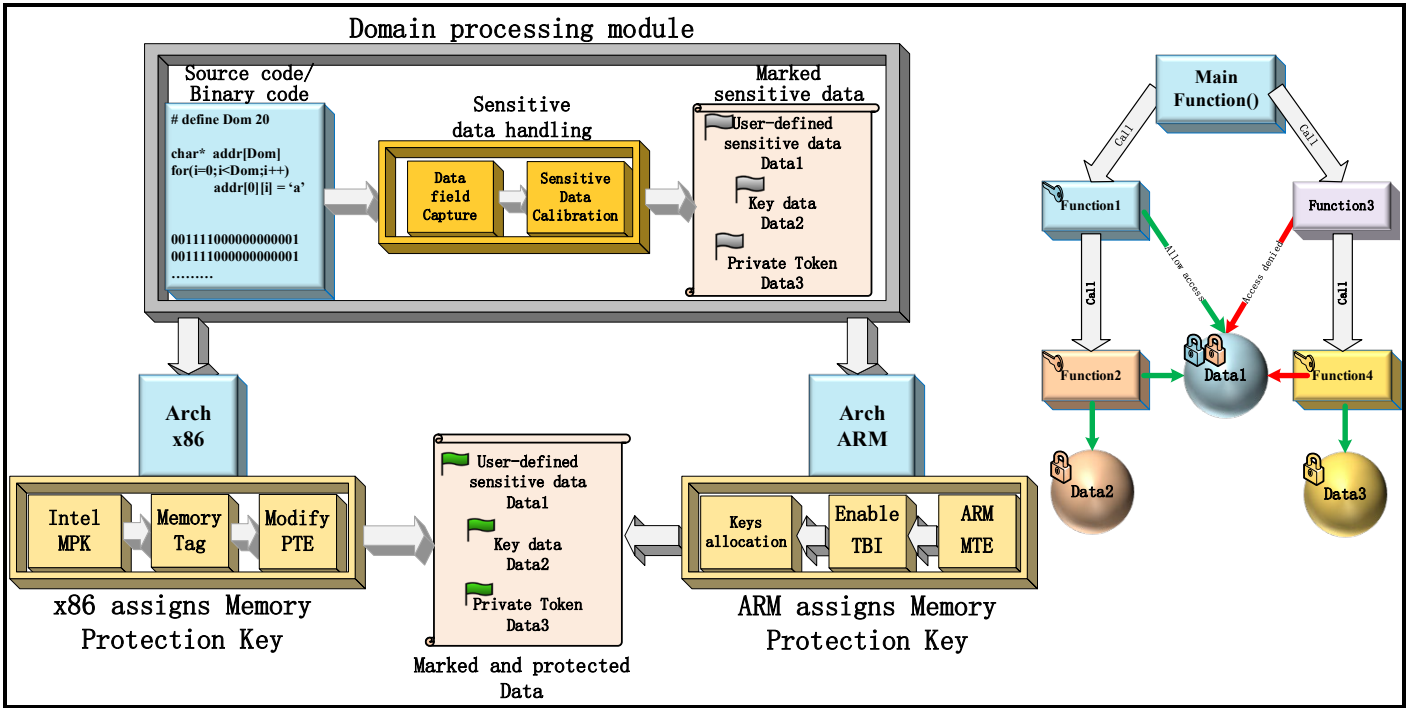 Domain processing module
Source code/
Binary code
# define Dom 20
char*  addr[Dom]
for(i=0;i<Dom;i++)
addr[0][i] = ‘a’
001111000000000001
001111000000000001
.........
Sensitive
data handling
Data
field
Capture
Sensitive
Data
Calibration
Marked
sensitive data
User-defined
sensitive data
Data1
Key data
Data2
Private Token
Data3
Arch
x86
Arch
ARM
Intel
MPK
Memory
Tag
Modify
PTE
x86 assigns Memory
Protection Key
User-defined
sensitive data
Data1
Key data
Data2
Private Token
Data3
Marked and protected
Data
Keys
allocation
Enable
TBI
ARM
MTE
ARM assigns Memory
Protection Key
Main
Function()
Call
Call
Function1
Function3
Allow access
Access denied
Call
Call
Function2
Data1
Function4
Data2
Data3